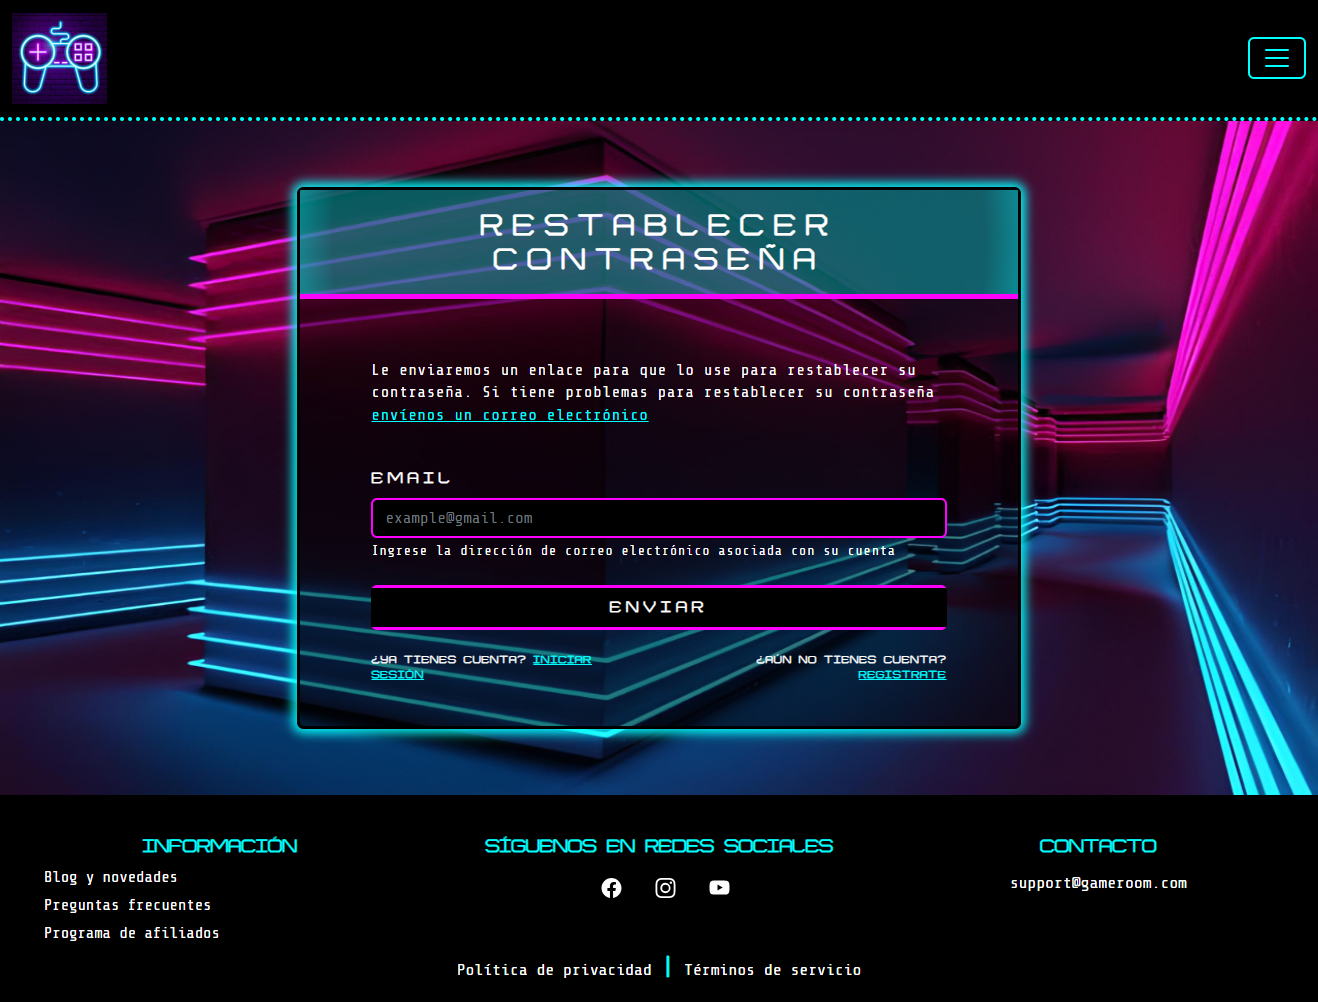 RESTABLECER
CONTRASEÑA
Le enviaremos un enlace para que lo use para restablecer su
contraseña. Si tiene problemas para restablecer su contraseña
envíenos un correo electrónico
EMAIL
example@gmail.com
Ingrese la dirección de correo electrónico asociada con su cuenta
ENVIAR
¿YA TIENES CUENTA? INICIAR
SESIÓN
¿AÚN NO TIENES CUENTA?
REGISTRATE
INFORMACIÓN
Blog y novedades
Preguntas frecuentes
Programa de afiliados
SÍGUENOS EN REDES SOCIALES
CONTACTO
support@gameroom.com
Política de privacidad | Términos de servicio